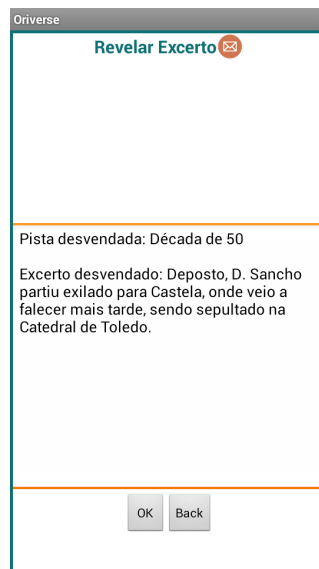 Oriverse
Revelar Excerto
Pista desvendada: Década de 50
Excerto desvendado: Deposto, D. Sancho
partiu exilado para Castela, onde veio a
falecer mais tarde, sendo sepultado na
Catedral de Toledo.
OK
Back